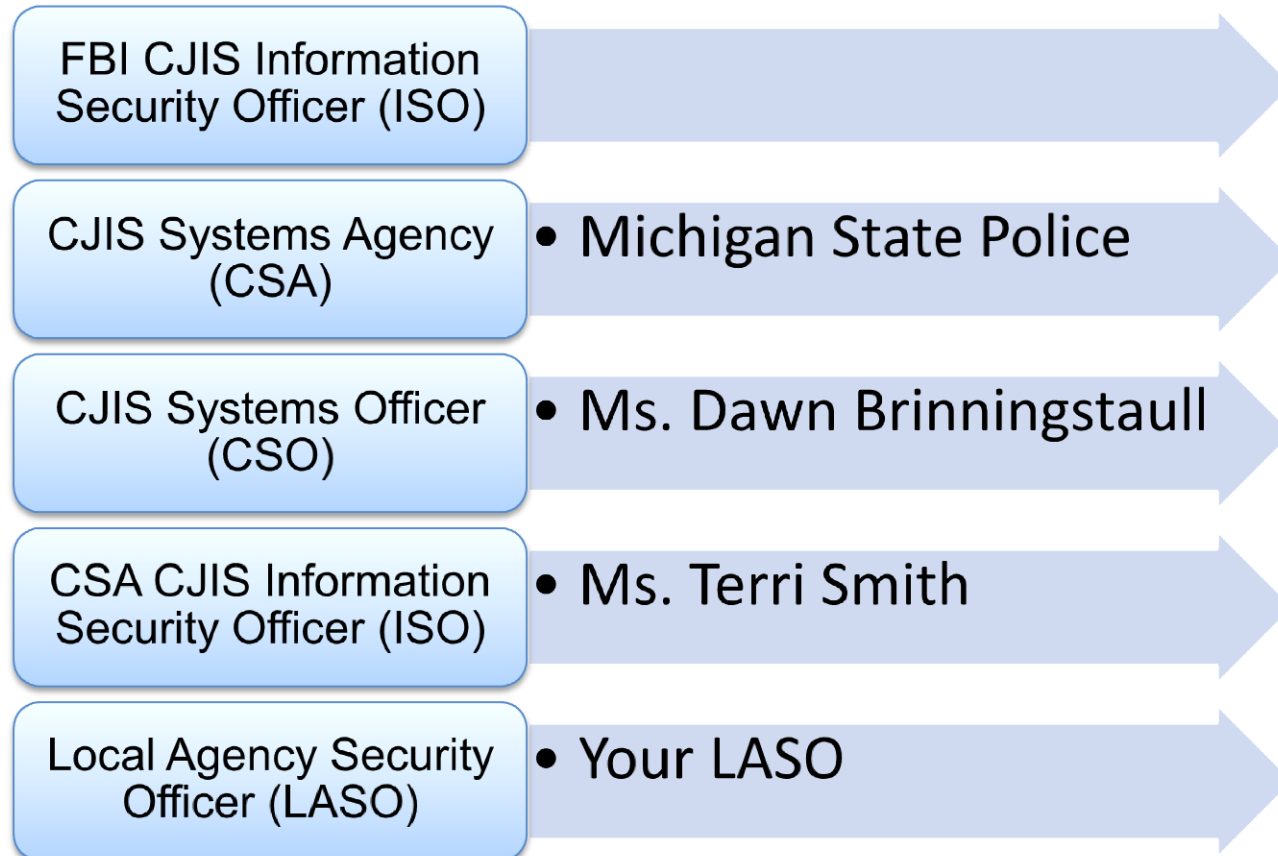 FBI CJIS Information
Security Officer (ISO)
CJIS Systems Agency
(CSA)
• Michigan State Police
CJIS Systems Officer
(CSO)
• Ms. Dawn Brinningstaull
CSA CJIS Information
Security Officer (ISO)
• Ms. Terri Smith
Local Agency Security
Officer (LASO)
• Your LASO